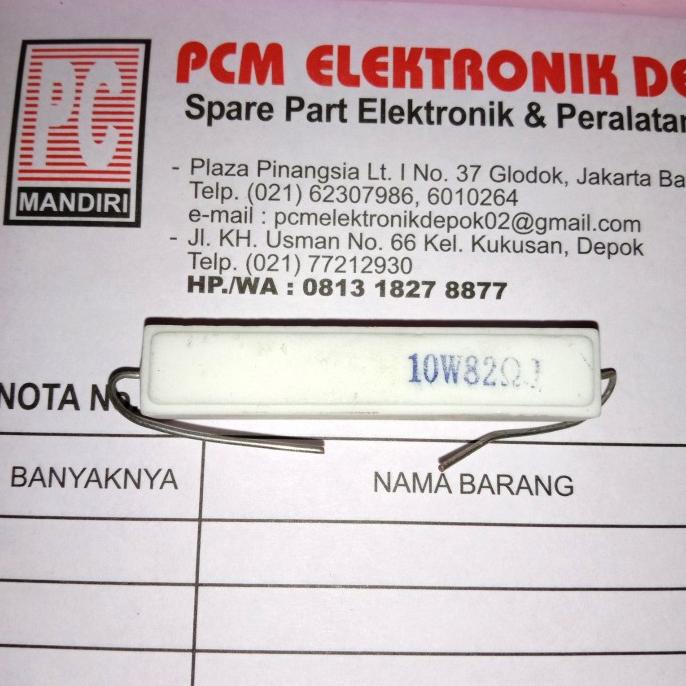 PC
MANDIRI
PCM ELEKTRONIK DE
Spare Part Elektronik & Peralatan
- Plaza Pinangsia Lt. I No. 37 Glodok, Jakarta Ba
Telp. (021) 62307986, 6010264
e-mail : pcmelektronikdepok02@gmail.com
- Jl. KH. Usman No. 66 Kel. Kukusan, Depok
Telp. (021) 77212930
HP./WA : 0813 1827 8877
10W82ΩJ
NOTA No.
BANYAKNYA
NAMA BARANG